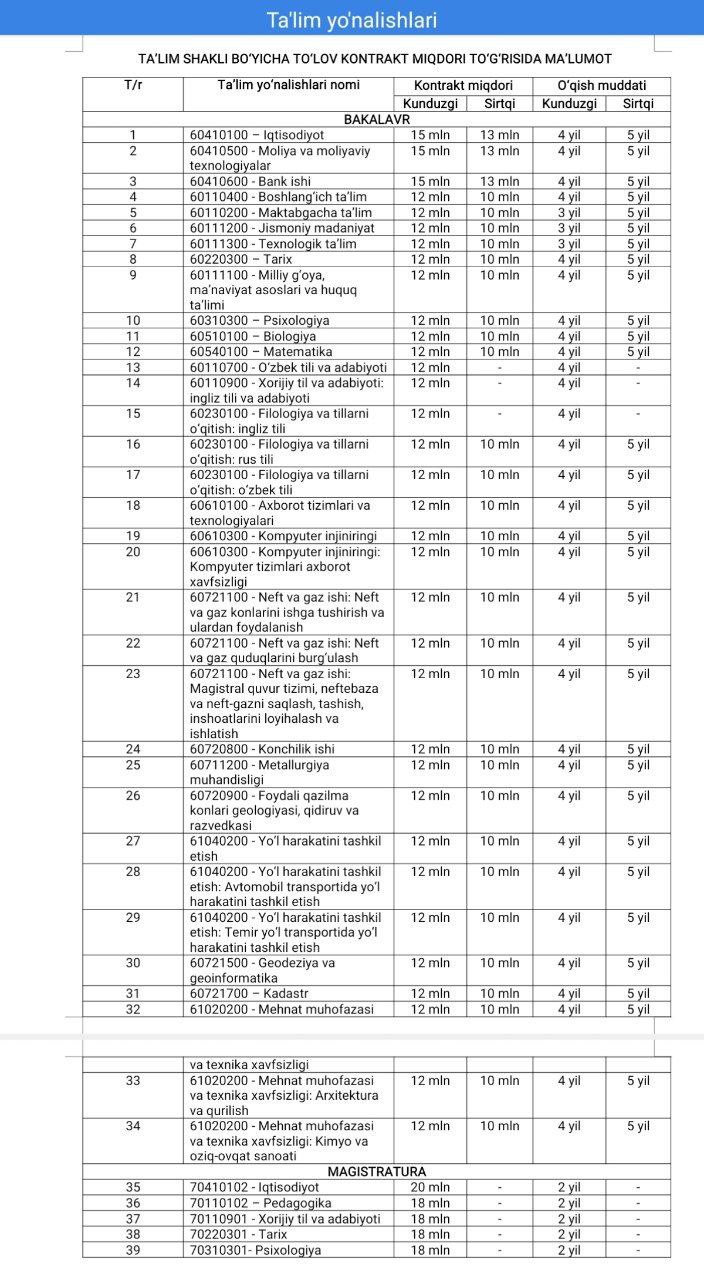 Ta'lim yo'nalishlari
TA’LIM SHAKLI BO‘YICHA TO‘LOV KONTRAKT MIQDORI TO‘G‘RISIDA MA’LUMOT
T/r Ta’lim yo‘nalishlari nomi Kontrakt miqdori O‘qish muddati
Kunduzgi Sirtqi Kunduzgi Sirtqi
BAKALAVR
1 60410100 – Iqtisodiyot 15 mln 13 mln 4 yil 5 yil
2 60410500 - Moliya va moliyaviy 15 mln 13 mln 4 yil 5 yil
texnologiyalar
3 60410600 - Bank ishi 15 mln 13 mln 4 yil 5 yil
4 60110400 - Boshlang‘ich ta’lim 12 mln 10 mln 4 yil 5 yil
5 60110200 - Maktabgacha ta’lim 12 mln 10 mln 3 yil 5 yil
6 60111200 - Jismoniy madaniyat 12 mln 10 mln 3 yil 5 yil
7 60111300 - Texnologik ta’lim 12 mln 10 mln 3 yil 5 yil
8 60220300 – Tarix 12 mln 10 mln 4 yil 5 yil
9 60111100 - Milliy g‘oya, 12 mln 10 mln 4 yil 5 yil
ma’naviyat asoslari va huquq
ta’limi
10 60310300 – Psixologiya 12 mln 10 mln 4 yil 5 yil
11 60510100 – Biologiya 12 mln 10 mln 4 yil 5 yil
12 60540100 – Matematika 12 mln 10 mln 4 yil 5 yil
13 60110700 - O‘zbek tili va adabiyoti 12 mln - 4 yil -
14 60110900 - Xorijiy til va adabiyoti: 12 mln - 4 yil -
ingliz tili va adabiyoti
15 60230100 - Filologiya va tillarni 12 mln - 4 yil -
o‘qitish: ingliz tili
16 60230100 - Filologiya va tillarni 12 mln 10 mln 4 yil 5 yil
o‘qitish: rus tili
17 60230100 - Filologiya va tillarni 12 mln 10 mln 4 yil 5 yil
o‘qitish: o‘zbek tili
18 60610100 - Axborot tizimlari va 12 mln 10 mln 4 yil 5 yil
texnologiyalari
19 60610300 - Kompyuter injiniringi 12 mln 10 mln 4 yil 5 yil
20 60610300 - Kompyuter injiniringi: 12 mln 10 mln 4 yil 5 yil
Kompyuter tizimlari axborot
xavfsizligi
21 60721100 - Neft va gaz ishi: Neft 12 mln 10 mln 4 yil 5 yil
va gaz konlarini ishga tushirish va
ulardan foydalanish
22 60721100 - Neft va gaz ishi: Neft 12 mln 10 mln 4 yil 5 yil
va gaz quduqlarini burg‘ulash
23 60721100 - Neft va gaz ishi: 12 mln 10 mln 4 yil 5 yil
Magistral quvur tizimi, neftebaza
va neft-gazni saqlash, tashish,
inshoatlarini loyihalash va
ishlatish
24 60720800 - Konchilik ishi 12 mln 10 mln 4 yil 5 yil
25 60711200 - Metallurgiya 12 mln 10 mln 4 yil 5 yil
muhandisligi
26 60720900 - Foydali qazilma 12 mln 10 mln 4 yil 5 yil
konlari geologiyasi, qidiruv va
razvedkasi
27 61040200 - Yo‘l harakatini tashkil 12 mln 10 mln 4 yil 5 yil
etish
28 61040200 - Yo‘l harakatini tashkil 12 mln 10 mln 4 yil 5 yil
etish: Avtomobil transportida yo‘l
harakatini tashkil etish
29 61040200 - Yo‘l harakatini tashkil 12 mln 10 mln 4 yil 5 yil
etish: Temir yo‘l transportida yo‘l
harakatini tashkil etish
30 60721500 - Geodeziya va 12 mln 10 mln 4 yil 5 yil
geoinformatika
31 60721700 – Kadastr 12 mln 10 mln 4 yil 5 yil
32 61020200 - Mehnat muhofazasi 12 mln 10 mln 4 yil 5 yil
va texnika xavfsizligi
33 61020200 - Mehnat muhofazasi 12 mln 10 mln 4 yil 5 yil
va texnika xavfsizligi: Arxitektura
va qurilish
34 61020200 - Mehnat muhofazasi 12 mln 10 mln 4 yil 5 yil
va texnika xavfsizligi: Kimyo va
oziq-ovqat sanoati
MAGISTRATURA
35 70410102 - Iqtisodiyot 20 mln - 2 yil -
36 70110102 – Pedagogika 18 mln - 2 yil -
37 70110901 - Xorijiy til va adabiyoti 18 mln - 2 yil -
38 70220301 - Tarix 18 mln - 2 yil -
39 70310301- Psixologiya 18 mln - 2 yil -